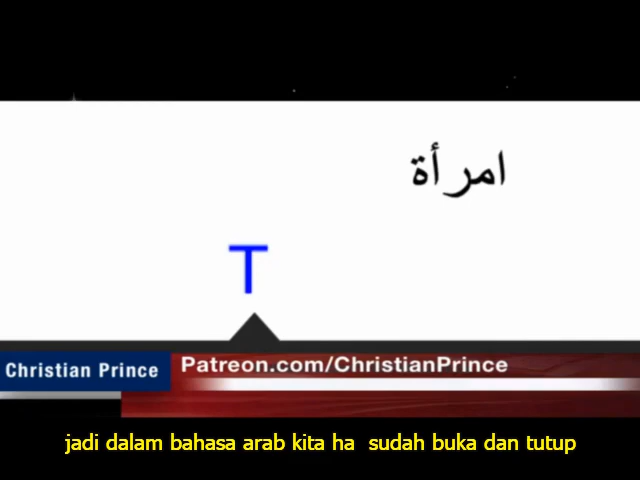 امرأة
T
Christian Prince
Patreon.com/ChristianPrince
jadi dalam bahasa arab kita ha  sudah buka dan tutup